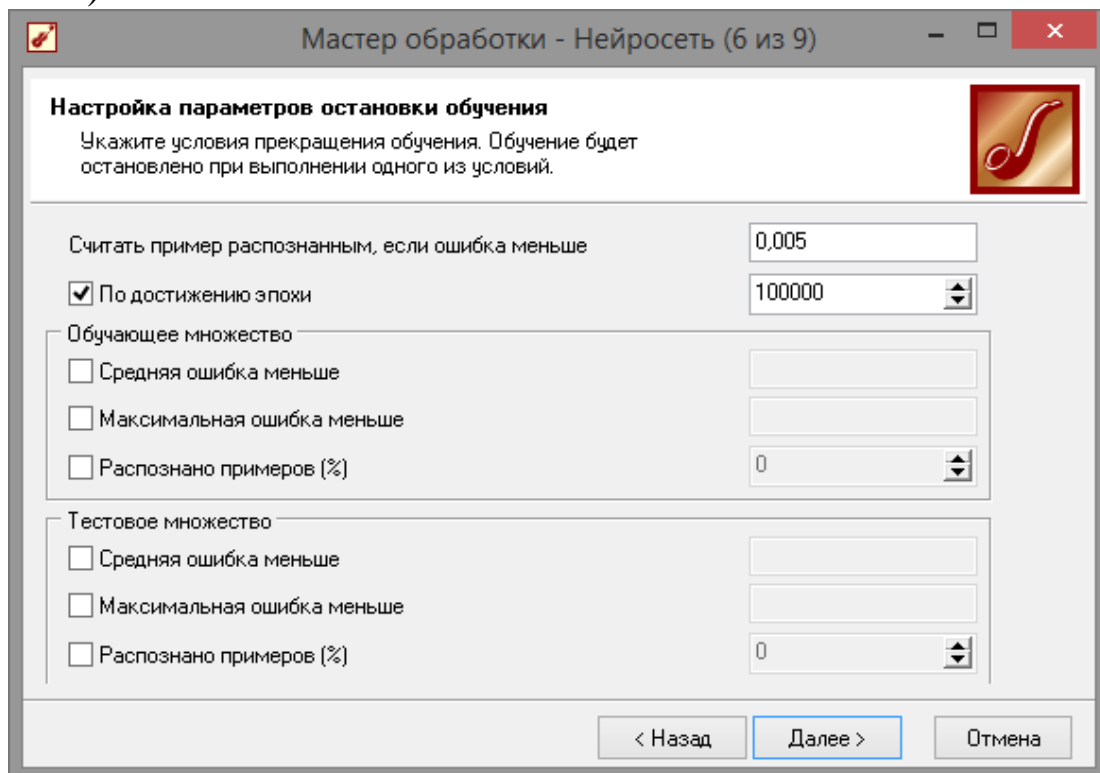 )
Мастер обработки - Нейросеть (6 из 9)
Настройка параметров остановки обучения
Укажите условия прекращения обучения. Обучение будет
остановлено при выполнении одного из условий.
Считать пример распознанным, если ошибка меньше 0,005
По достижению эпохи 100000
Обучающее множество
Средняя ошибка меньше
Максимальная ошибка меньше
Распознано примеров (%) 0
Тестовое множество
Средняя ошибка меньше
Максимальная ошибка меньше
Распознано примеров (%) 0
< Назад Далее > Отмена